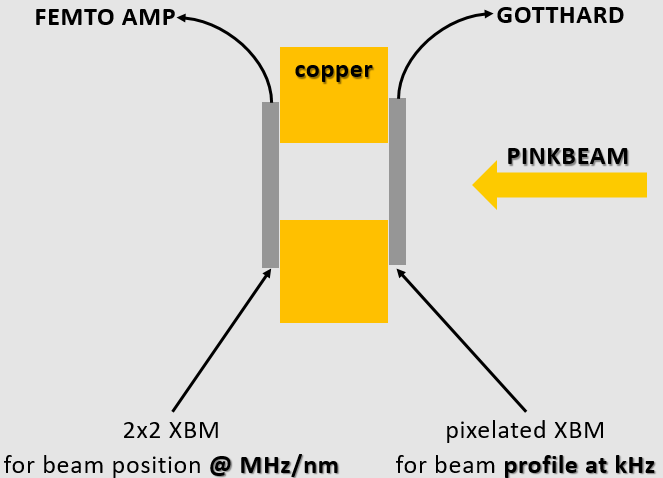 FEMTO AMP
GOTTHARD
copper
PINKBEAM
2x2 XBM
for beam position @ MHz/nm
pixelated XBM
for beam profile at kHz